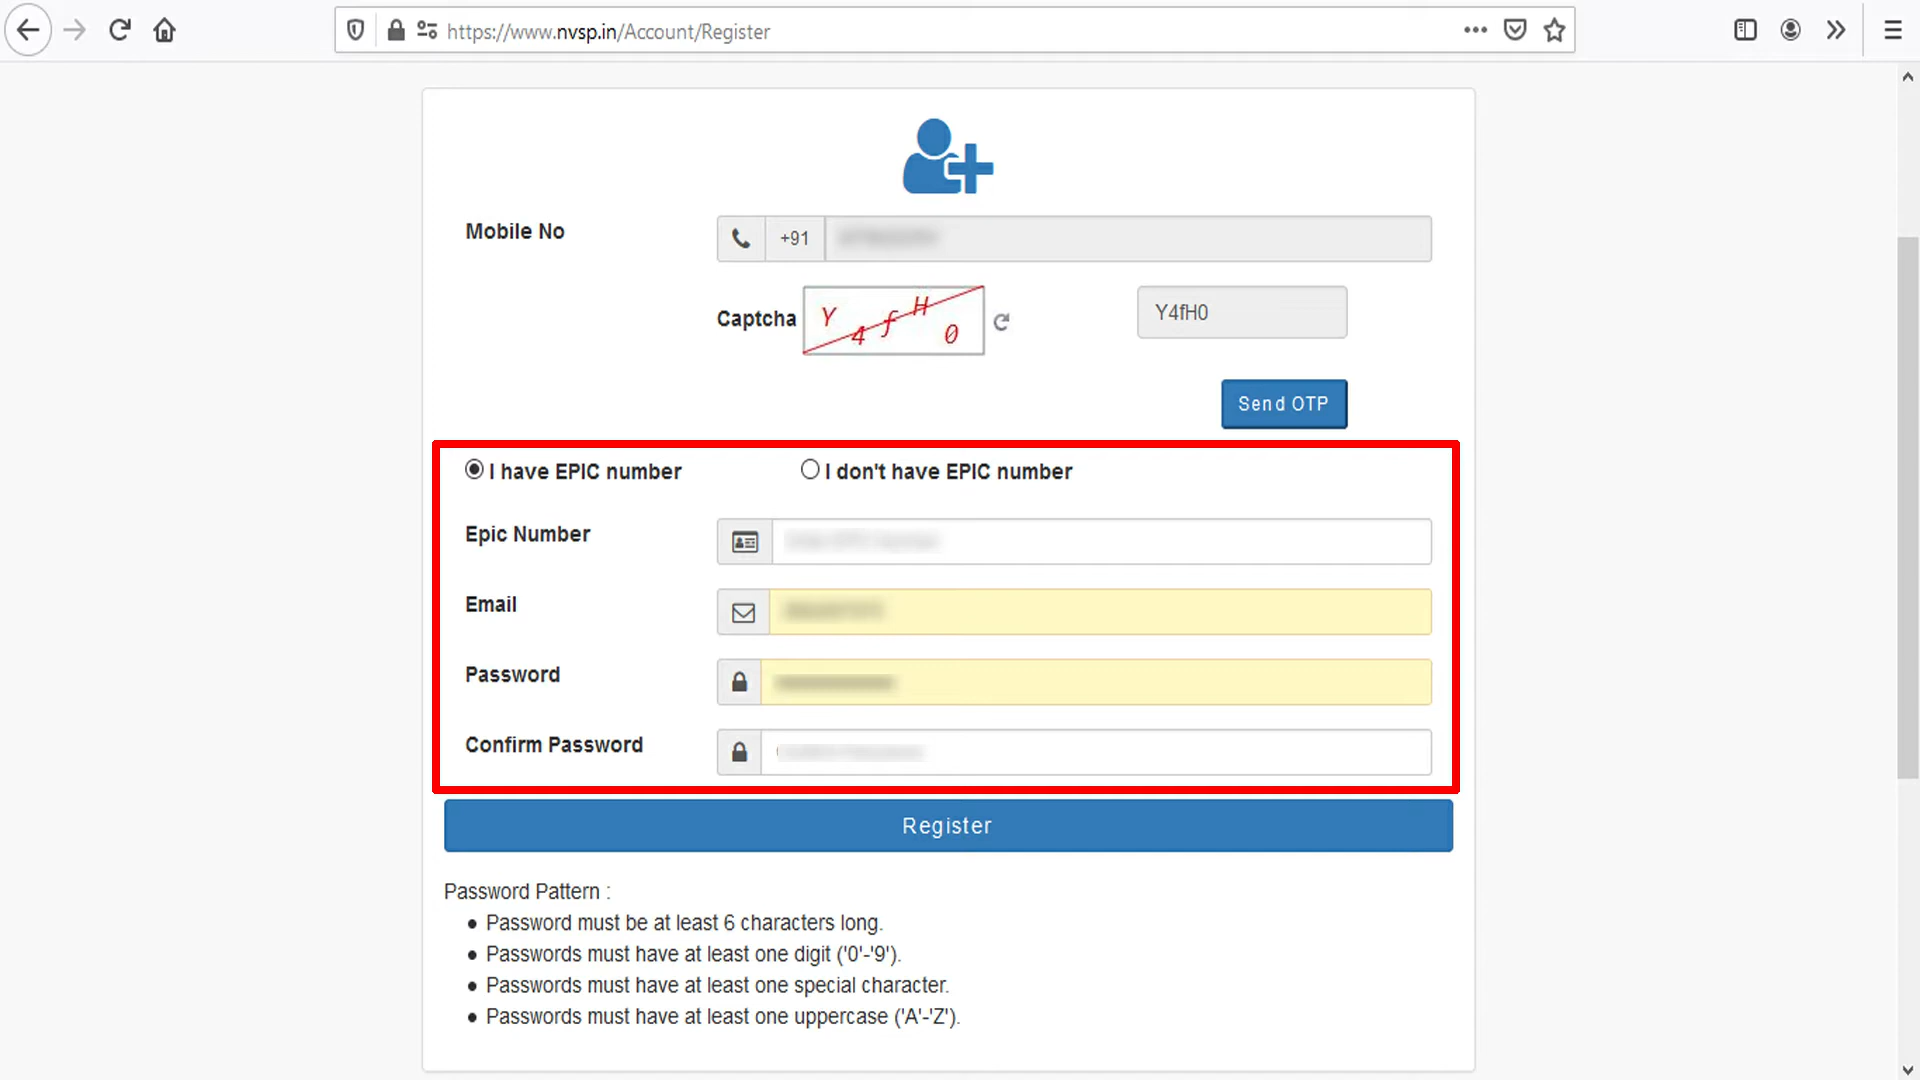 https://www.nvsp.in/Account/Register
Mobile No
+91
Captcha
Y4fH0
Y4fH0
Send OTP
I have EPIC number
I don't have EPIC number
Epic Number
Email
Password
Confirm Password
Register
Password Pattern :
Password must be at least 6 characters long.
Passwords must have at least one digit ('0'-'9').
Passwords must have at least one special character.
Passwords must have at least one uppercase ('A'-'Z').